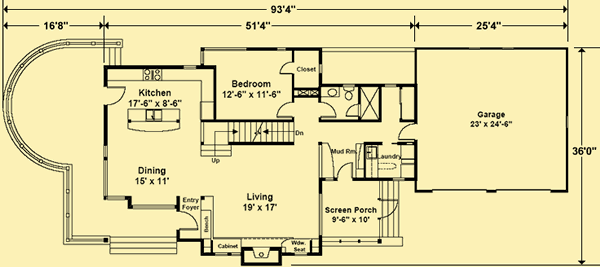 93'4"
16'8"
51'4"
25'4"
Closet
Bedroom
12'-6" x 11'-6"
Kitchen
17'-6" x 8'-6"
Garage
23' x 24'-6"
36'0"
Dn
Up
Mud Rm.
Laundry
Dining
15' x 11'
Living
19' x 17'
Entry
Foyer
Bench
Screen Porch
9'-6" x 10'
Cabinet
Wdw.
Seat